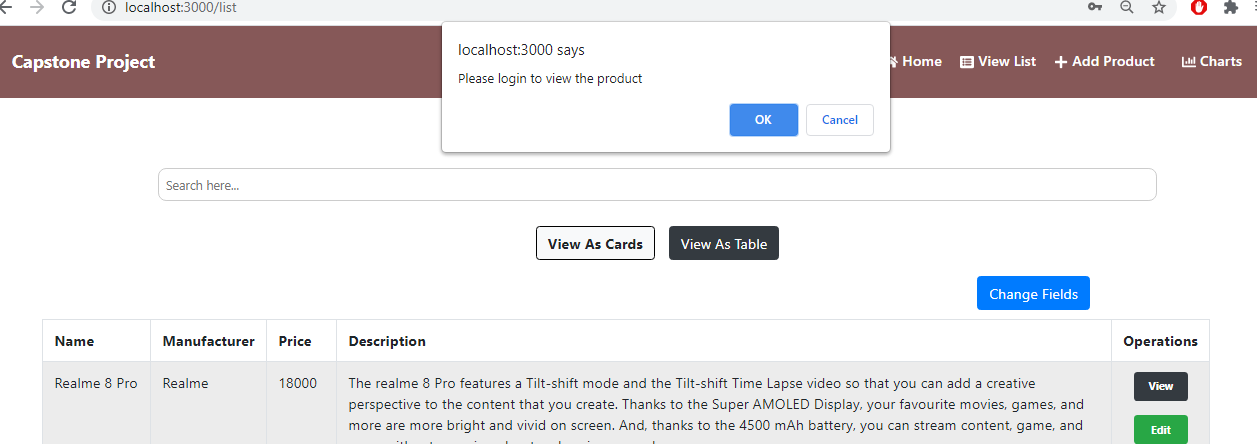 localhost:3000/list
localhost:3000 says
Please login to view the product
OK Cancel
Capstone Project Home View List Add Product Charts
Search here...
View As Cards View As Table
Change Fields
Name Manufacturer Price Description Operations
Realme 8 Pro Realme 18000 The realme 8 Pro features a Tilt-shift mode and the Tilt-shift Time Lapse video so that you can add a creative View
perspective to the content that you create. Thanks to the Super AMOLED Display, your favourite movies, games, and
more are more bright and vivid on screen. And, thanks to the 4500 mAh battery, you can stream content, game, and Edit